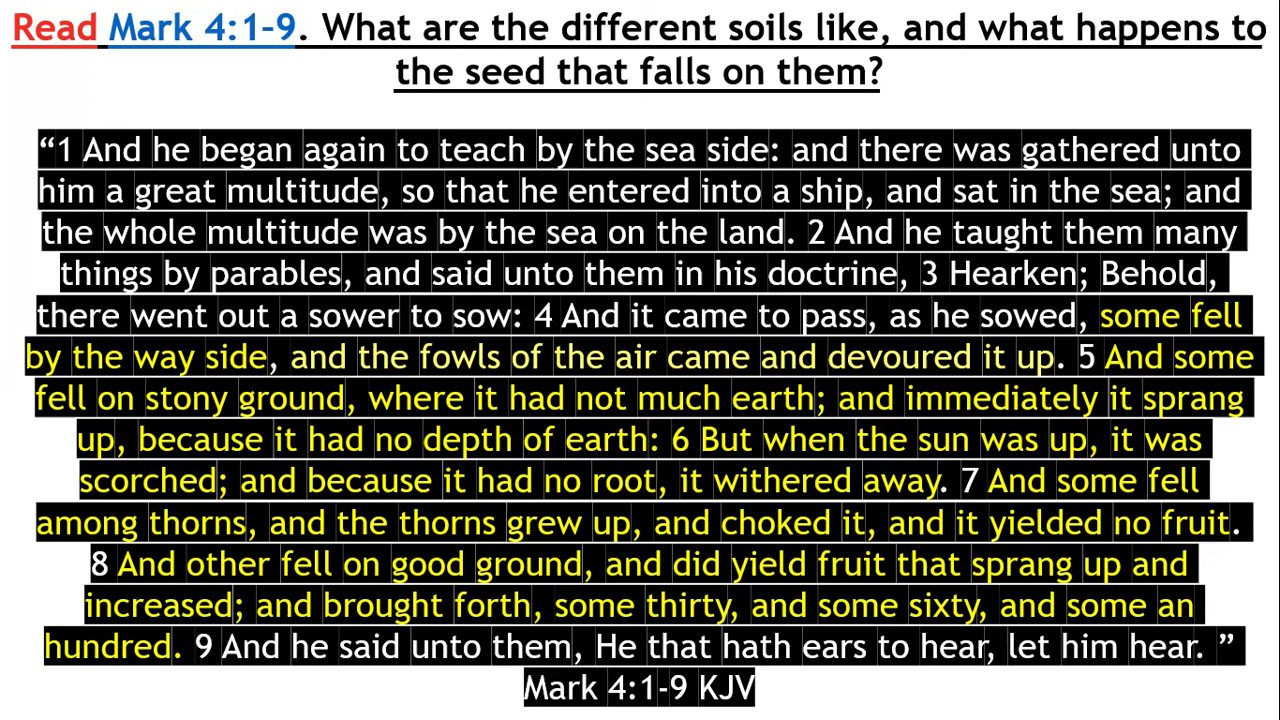 Read Mark 4:1-9. What are the different soils like, and what happens to
the seed that falls on them?
“1 And he began again to teach by the sea side: and there was gathered unto
him a great multitude, so that he entered into a ship, and sat in the sea; and
the whole multitude was by the sea on the land. 2 And he taught them many
things by parables, and said unto them in his doctrine, 3 Hearken; Behold,
there went out a sower to sow: 4 And it came to pass, as he sowed, some fell
by the way side, and the fowls of the air came and devoured it up. 5 And some
fell on stony ground, where it had not much earth; and immediately it sprang
up, because it had no depth of earth: 6 But when the sun was up, it was
scorched; and because it had no root, it withered away. 7 And some fell
among thorns, and the thorns grew up, and choked it, and it yielded no fruit.
8 And other fell on good ground, and did yield fruit that sprang up and
increased; and brought forth, some thirty, and some sixty, and some an
hundred. 9 And he said unto them, He that hath ears to hear, let him hear. ”
Mark 4:1-9 KJV